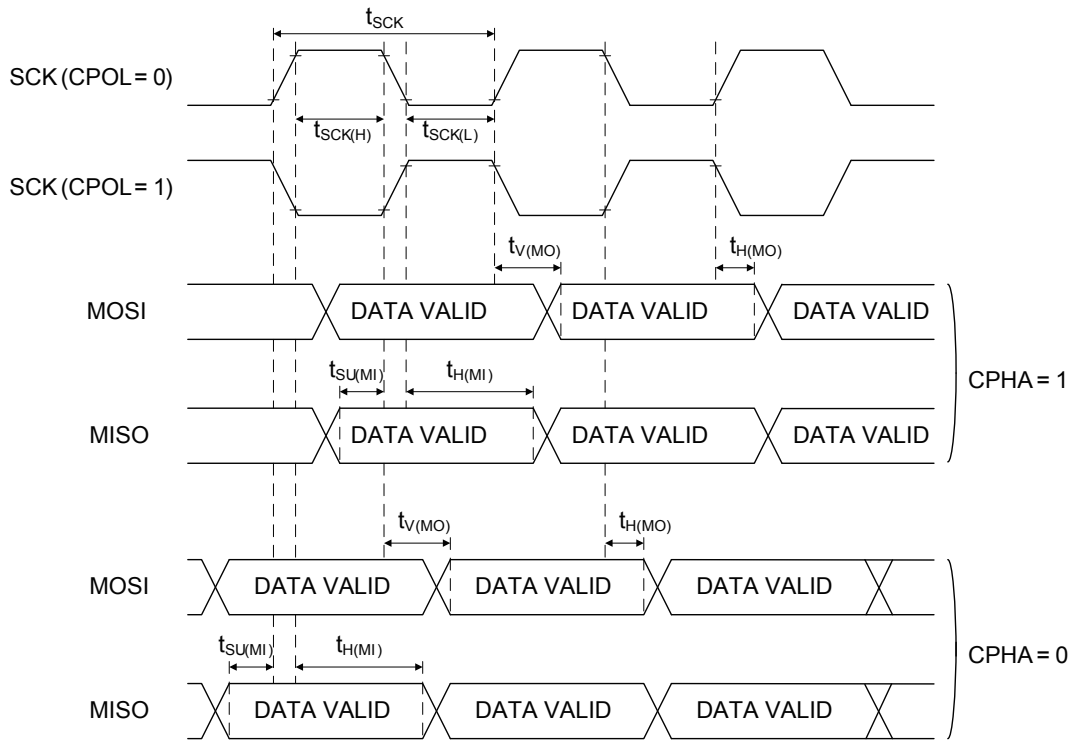 tSCK
SCK (CPOL = 0)
tSCK(H) tSCK(L)
SCK (CPOL = 1)
tV(MO) tH(MO)
MOSI DATA VALID DATA VALID DATA VALID
tSU(MI) tH(MI)
CPHA = 1
MISO DATA VALID DATA VALID DATA VALID
tV(MO) tH(MO)
MOSI DATA VALID DATA VALID DATA VALID
tSU(MI) tH(MI)
CPHA = 0
MISO DATA VALID DATA VALID DATA VALID